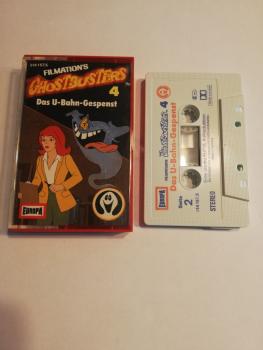 FILMATION'S
GHOSTBUSTERS
4
Das U-Bahn-Gespenst
EUROPA
FILMATION'S
Ghostbusters 4
Das U-Bahn-Gespenst
EUROPA
Seite
2
STEREO